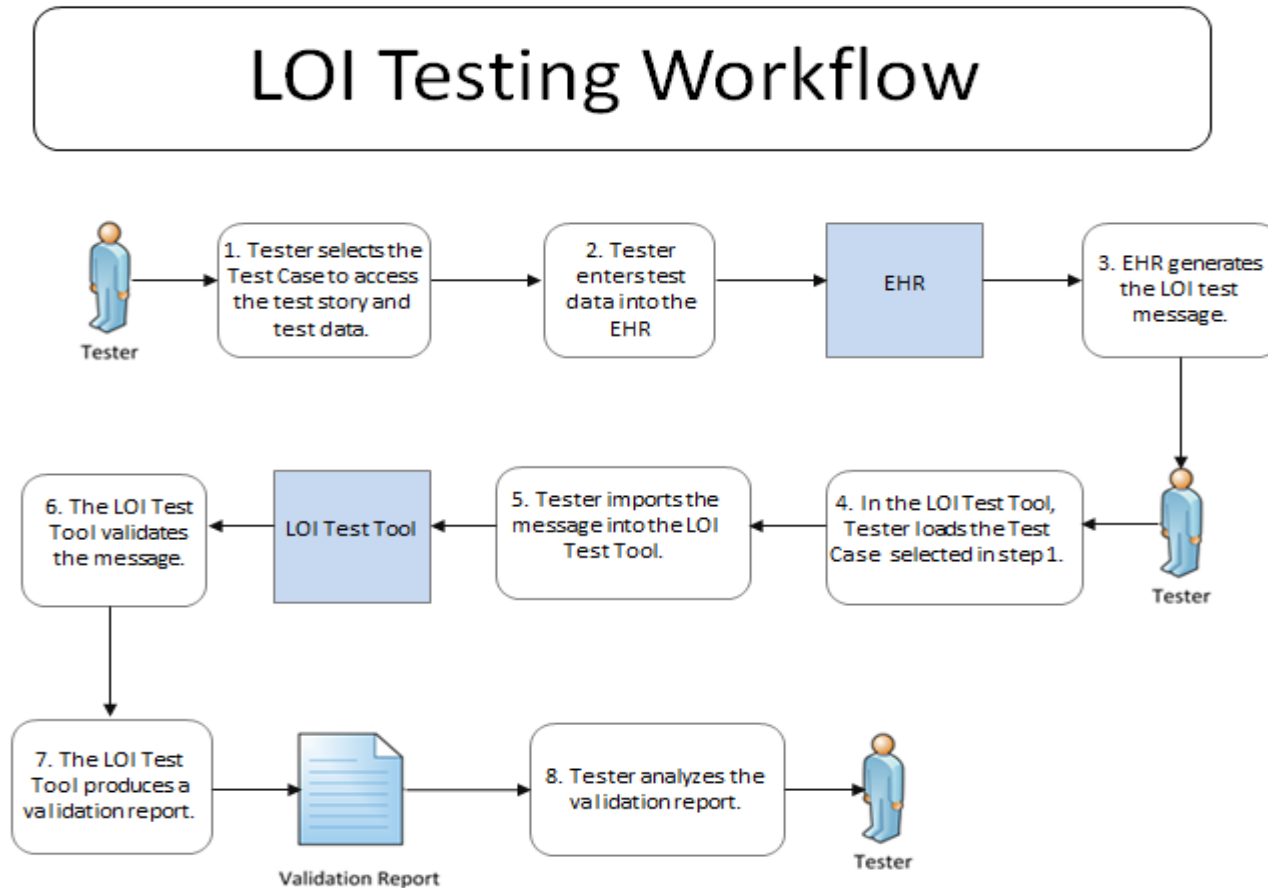 LOI Testing Workflow
1. Tester selects the
Test Case to access
the test story and
test data.
2. Tester
enters test
data into the
EHR
EHR
3. EHR generates
the LOI test
message.
Tester
6. The LOI Test
Tool validates
the message.
LOI Test Tool
5. Tester imports the
message into the LOI
Test Tool.
4. In the LOI Test Tool,
Tester loads the Test
Case selected in step 1.
Tester
7. The LOI Test
Tool produces a
validation report.
8. Tester analyzes the
validation report.
Validation Report
Tester